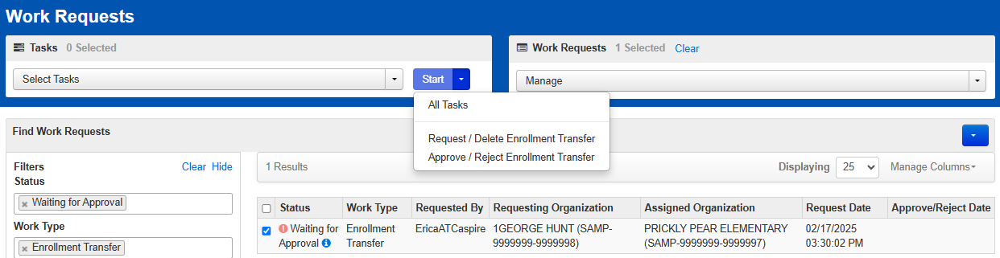 Work Requests
Tasks 0 Selected
Work Requests 1 Selected Clear
Select Tasks
Start
Manage
All Tasks
Request / Delete Enrollment Transfer
Approve / Reject Enrollment Transfer
Find Work Requests
Filters Clear Hide
Status
× Waiting for Approval
Work Type
× Enrollment Transfer
1 Results
Displaying 25 Manage Columns
Status Work Type Requested By Requesting Organization Assigned Organization Request Date Approve/Reject Date
Waiting for Enrollment EricaATCaspire 1GEORGE HUNT (SAMP- PRICKLY PEAR ELEMENTARY 02/17/2025
Approval Transfer 9999999-9999998) (SAMP-9999999-9999997) 03:30:02 PM